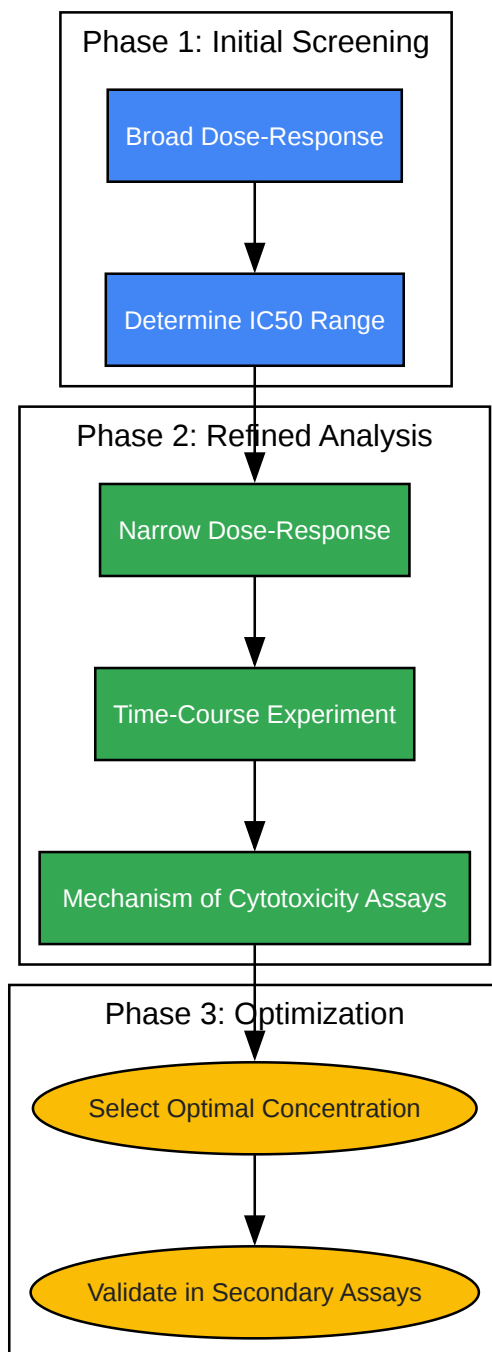 Phase 1: Initial Screening
Broad Dose-Response
Determine IC50 Range
Phase 2: Refined Analysis
Narrow Dose-Response
Time-Course Experiment
Mechanism of Cytotoxicity Assays
Phase 3: Optimization
Select Optimal Concentration
Validate in Secondary Assays